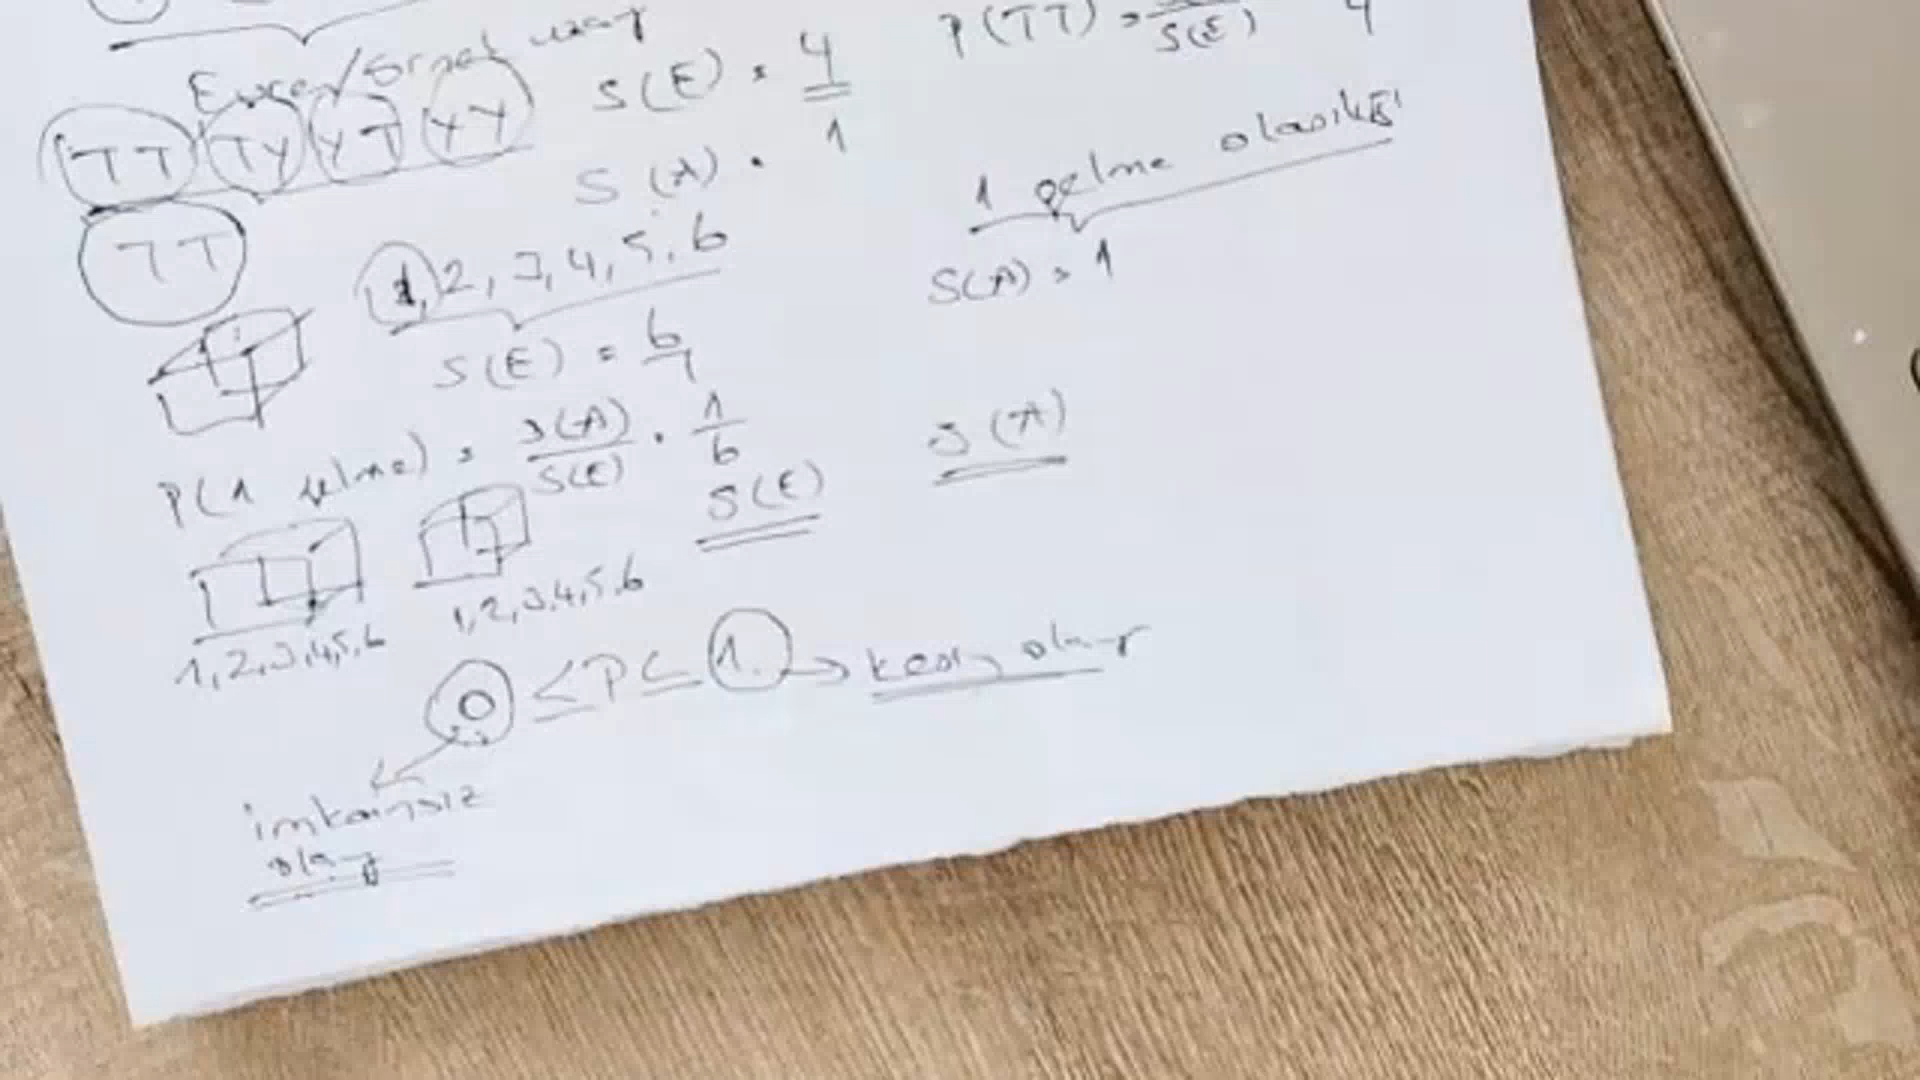 Evren/örnek uzay
S(E) = 4
P(TT) = S(E) 4
TT TY YT YY
S(A) = 1
1 gelme olasılığı
TT
1, 2, 3, 4, 5, 6
S(A) = 1
S(E) = 6
P(1 gelme) = S(A)/S(E) = 1/6
S(E)
S(A)
1, 2, 3, 4, 5, 6
1, 2, 3, 4, 5, 6
0 ≤ P ≤ 1 → kesin olay
imkansız
olay